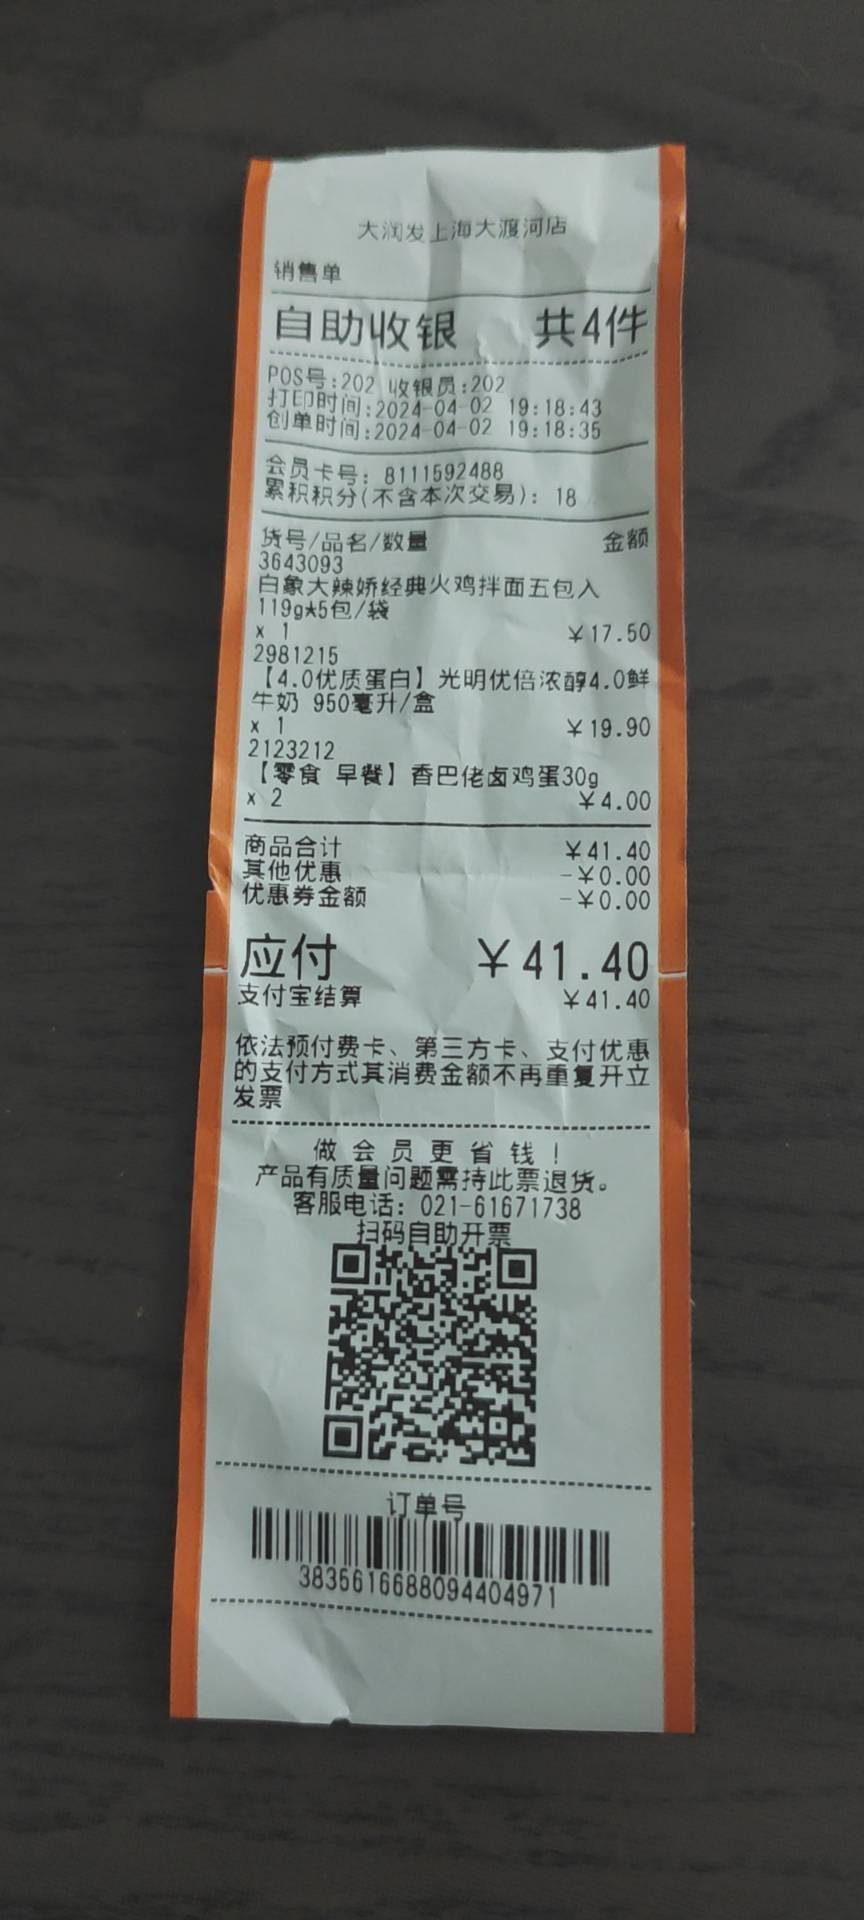 大润发上海大渡河店
销售单
自助收银 共4件
POS号:202 收银员:202
打印时间:2024-04-02 19:18:43
创单时间:2024-04-02 19:18:35
会员卡号: 8111592488
累积积分(不含本次交易): 18
货号/品名/数量 金额
3643093
白象大辣娇经典火鸡拌面五包入
119g*5包/袋
x 1 ¥17.50
2981215
【4.0优质蛋白】光明优倍浓醇4.0鲜
牛奶 950毫升/盒
x 1 ¥19.90
2123212
【零食 早餐】香巴佬卤鸡蛋30g
x 2 ¥4.00
商品合计 ¥41.40
其他优惠 -¥0.00
优惠券金额 -¥0.00
应付 ¥41.40
支付宝结算 ¥41.40
依法预付费卡、第三方卡、支付优惠
的支付方式其消费金额不再重复开立
发票
做会员更省钱!
产品有质量问题需持此票退货。
客服电话: 021-61671738
扫码自助开票
订单号
3835616688094404971